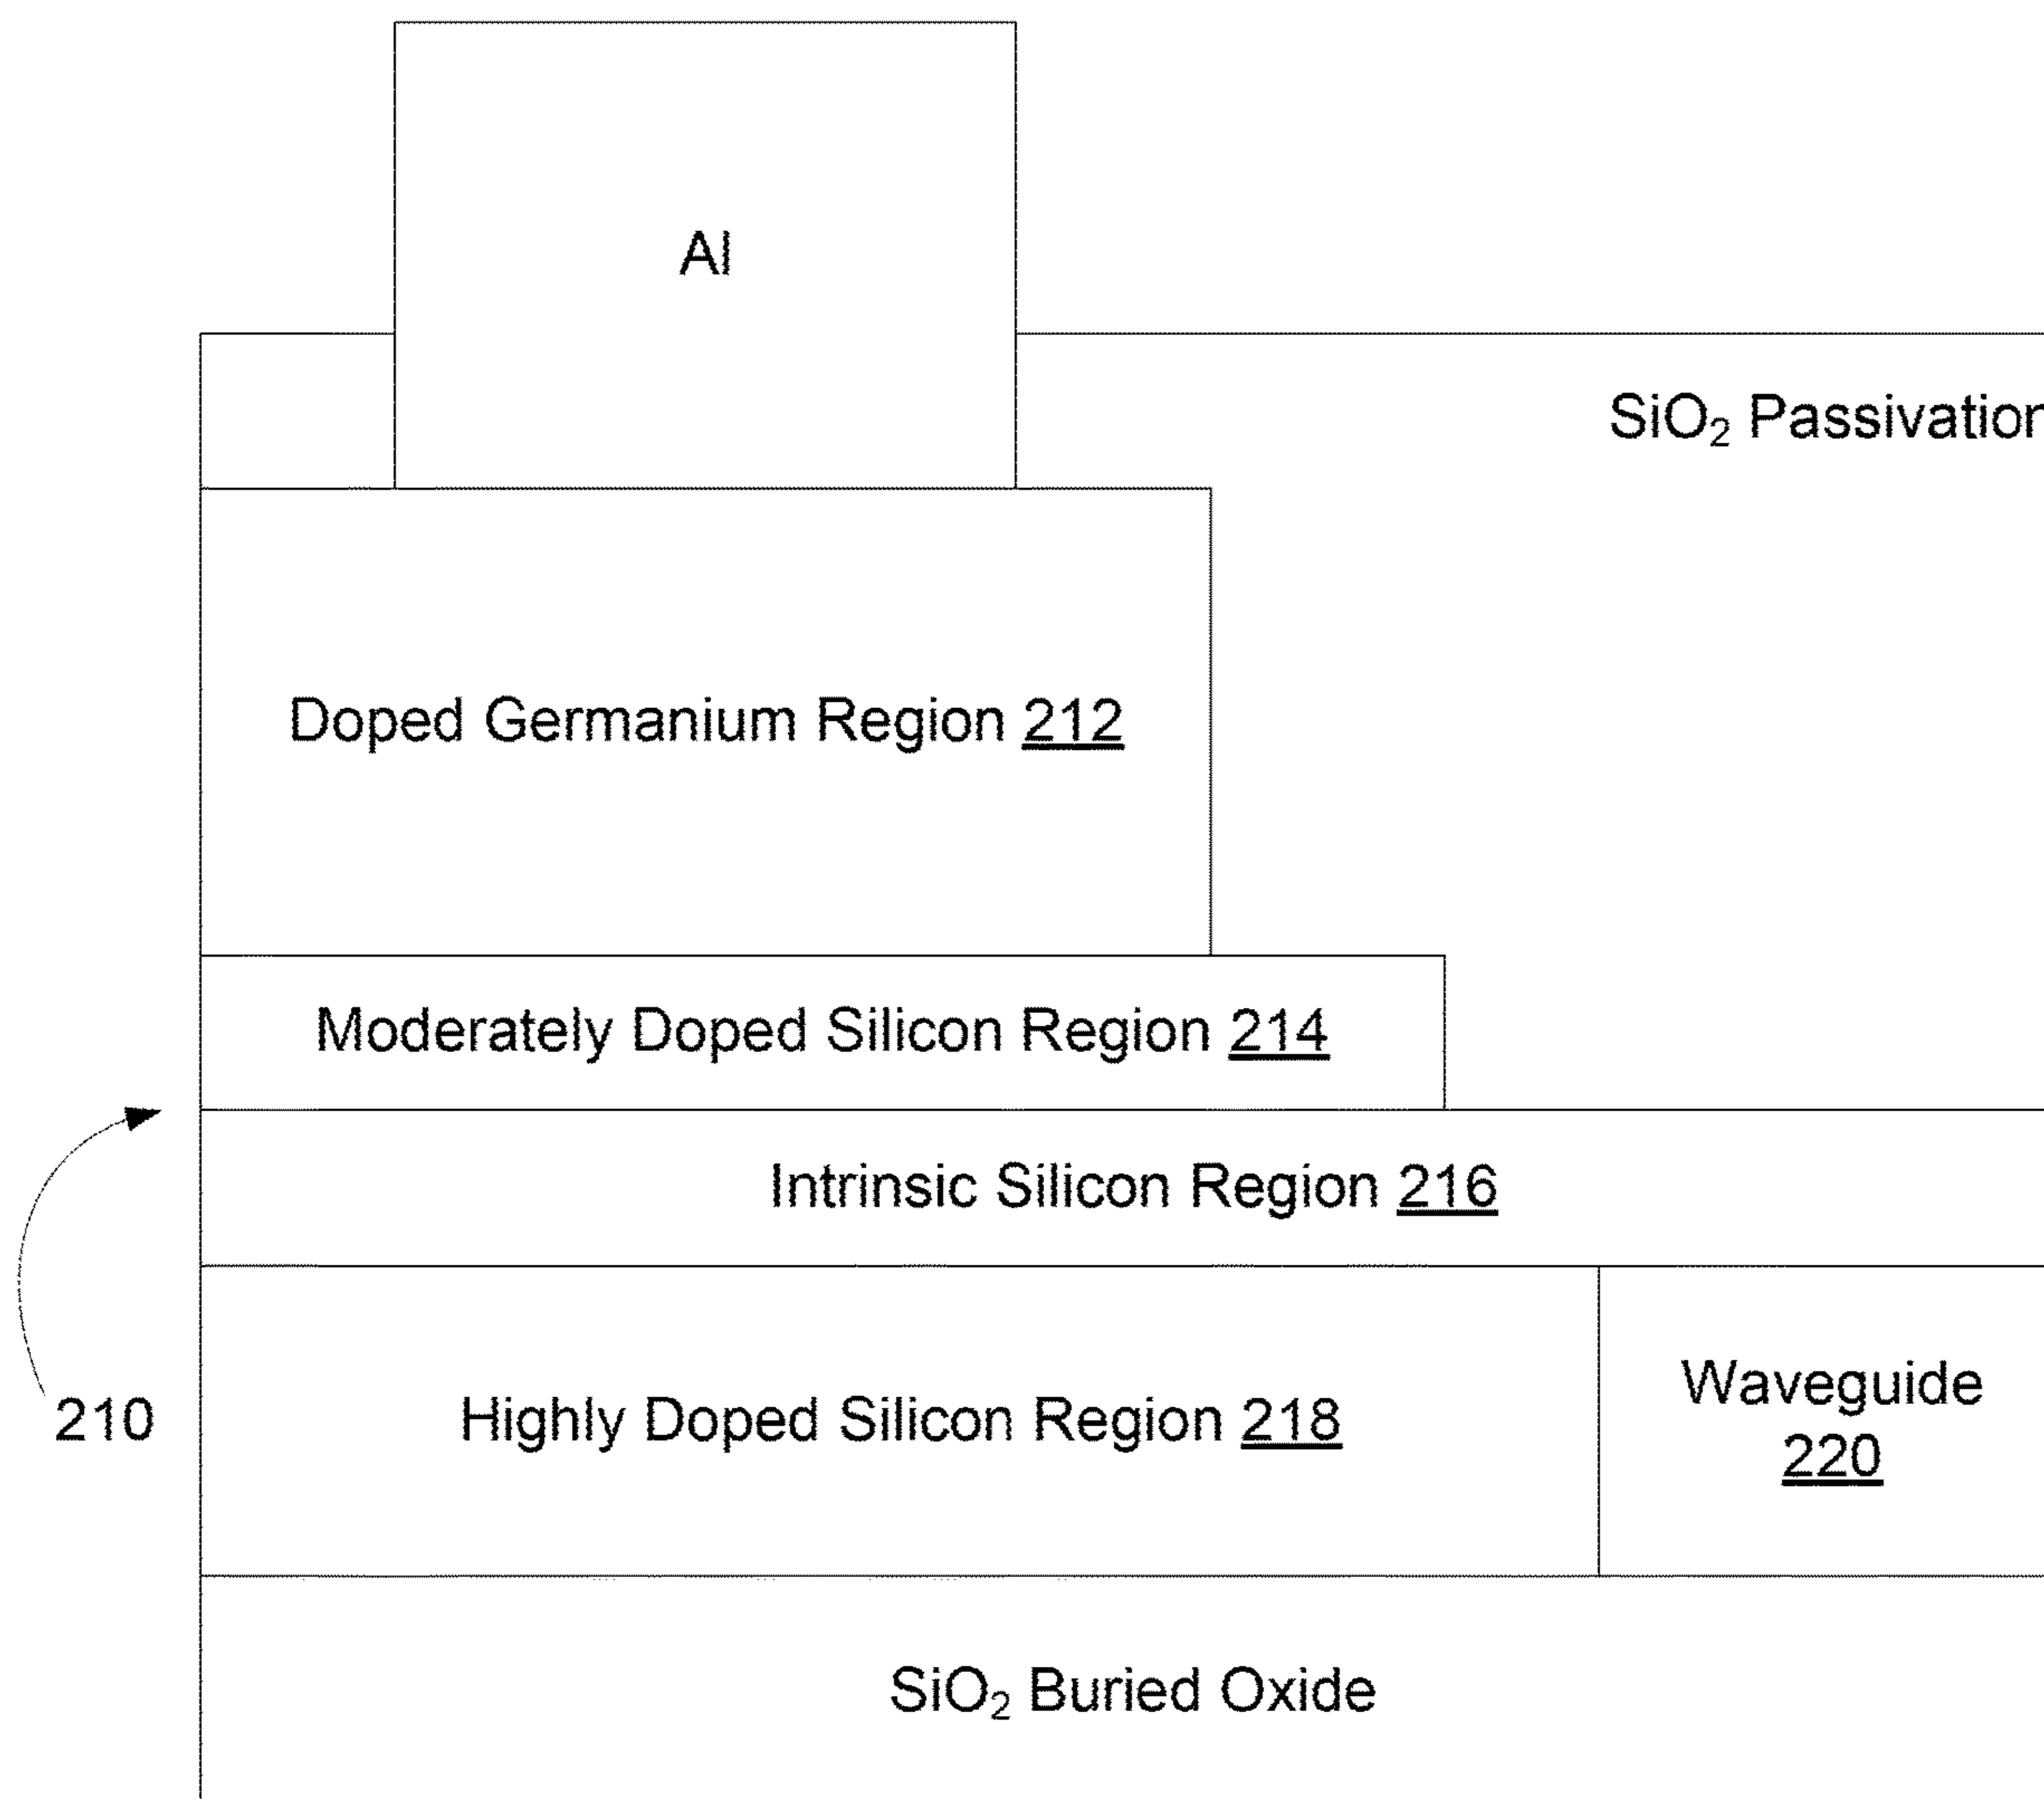 Al
SiO₂ Passivation
Doped Germanium Region 212
Moderately Doped Silicon Region 214
Intrinsic Silicon Region 216
Highly Doped Silicon Region 218
Waveguide
220
210
SiO₂ Buried Oxide